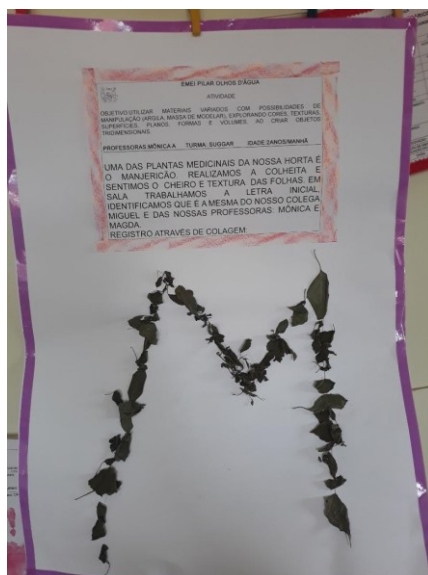 EMEI PILAR OLHOS D'ÁGUA
ATIVIDADE
OBJETIVO:UTILIZAR MATERIAIS VARIADOS COM POSSIBILIDADES DE
MANIPULAÇÃO (ARGILA, MASSA DE MODELAR), EXPLORANDO CORES, TEXTURAS,
SUPERFÍCIES, PLANOS, FORMAS E VOLUMES AO CRIAR OBJETOS
TRIDIMENSIONAIS.
PROFESSORAS:MÔNICA A TURMA: SUGGAR IDADE:2ANOS/MANHÃ
UMA DAS PLANTAS MEDICINAIS DA NOSSA HORTA É
O MANJERICÃO. REALIZAMOS A COLHEITA E
SENTIMOS O CHEIRO E TEXTURA DAS FOLHAS. EM
SALA TRABALHAMOS A LETRA INICIAL,
IDENTIFICAMOS QUE É A MESMA DO NOSSO COLEGA
MIGUEL E DAS NOSSAS PROFESSORAS: MÔNICA E
MAGDA.
REGISTRO ATRAVÉS DE COLAGEM:
M